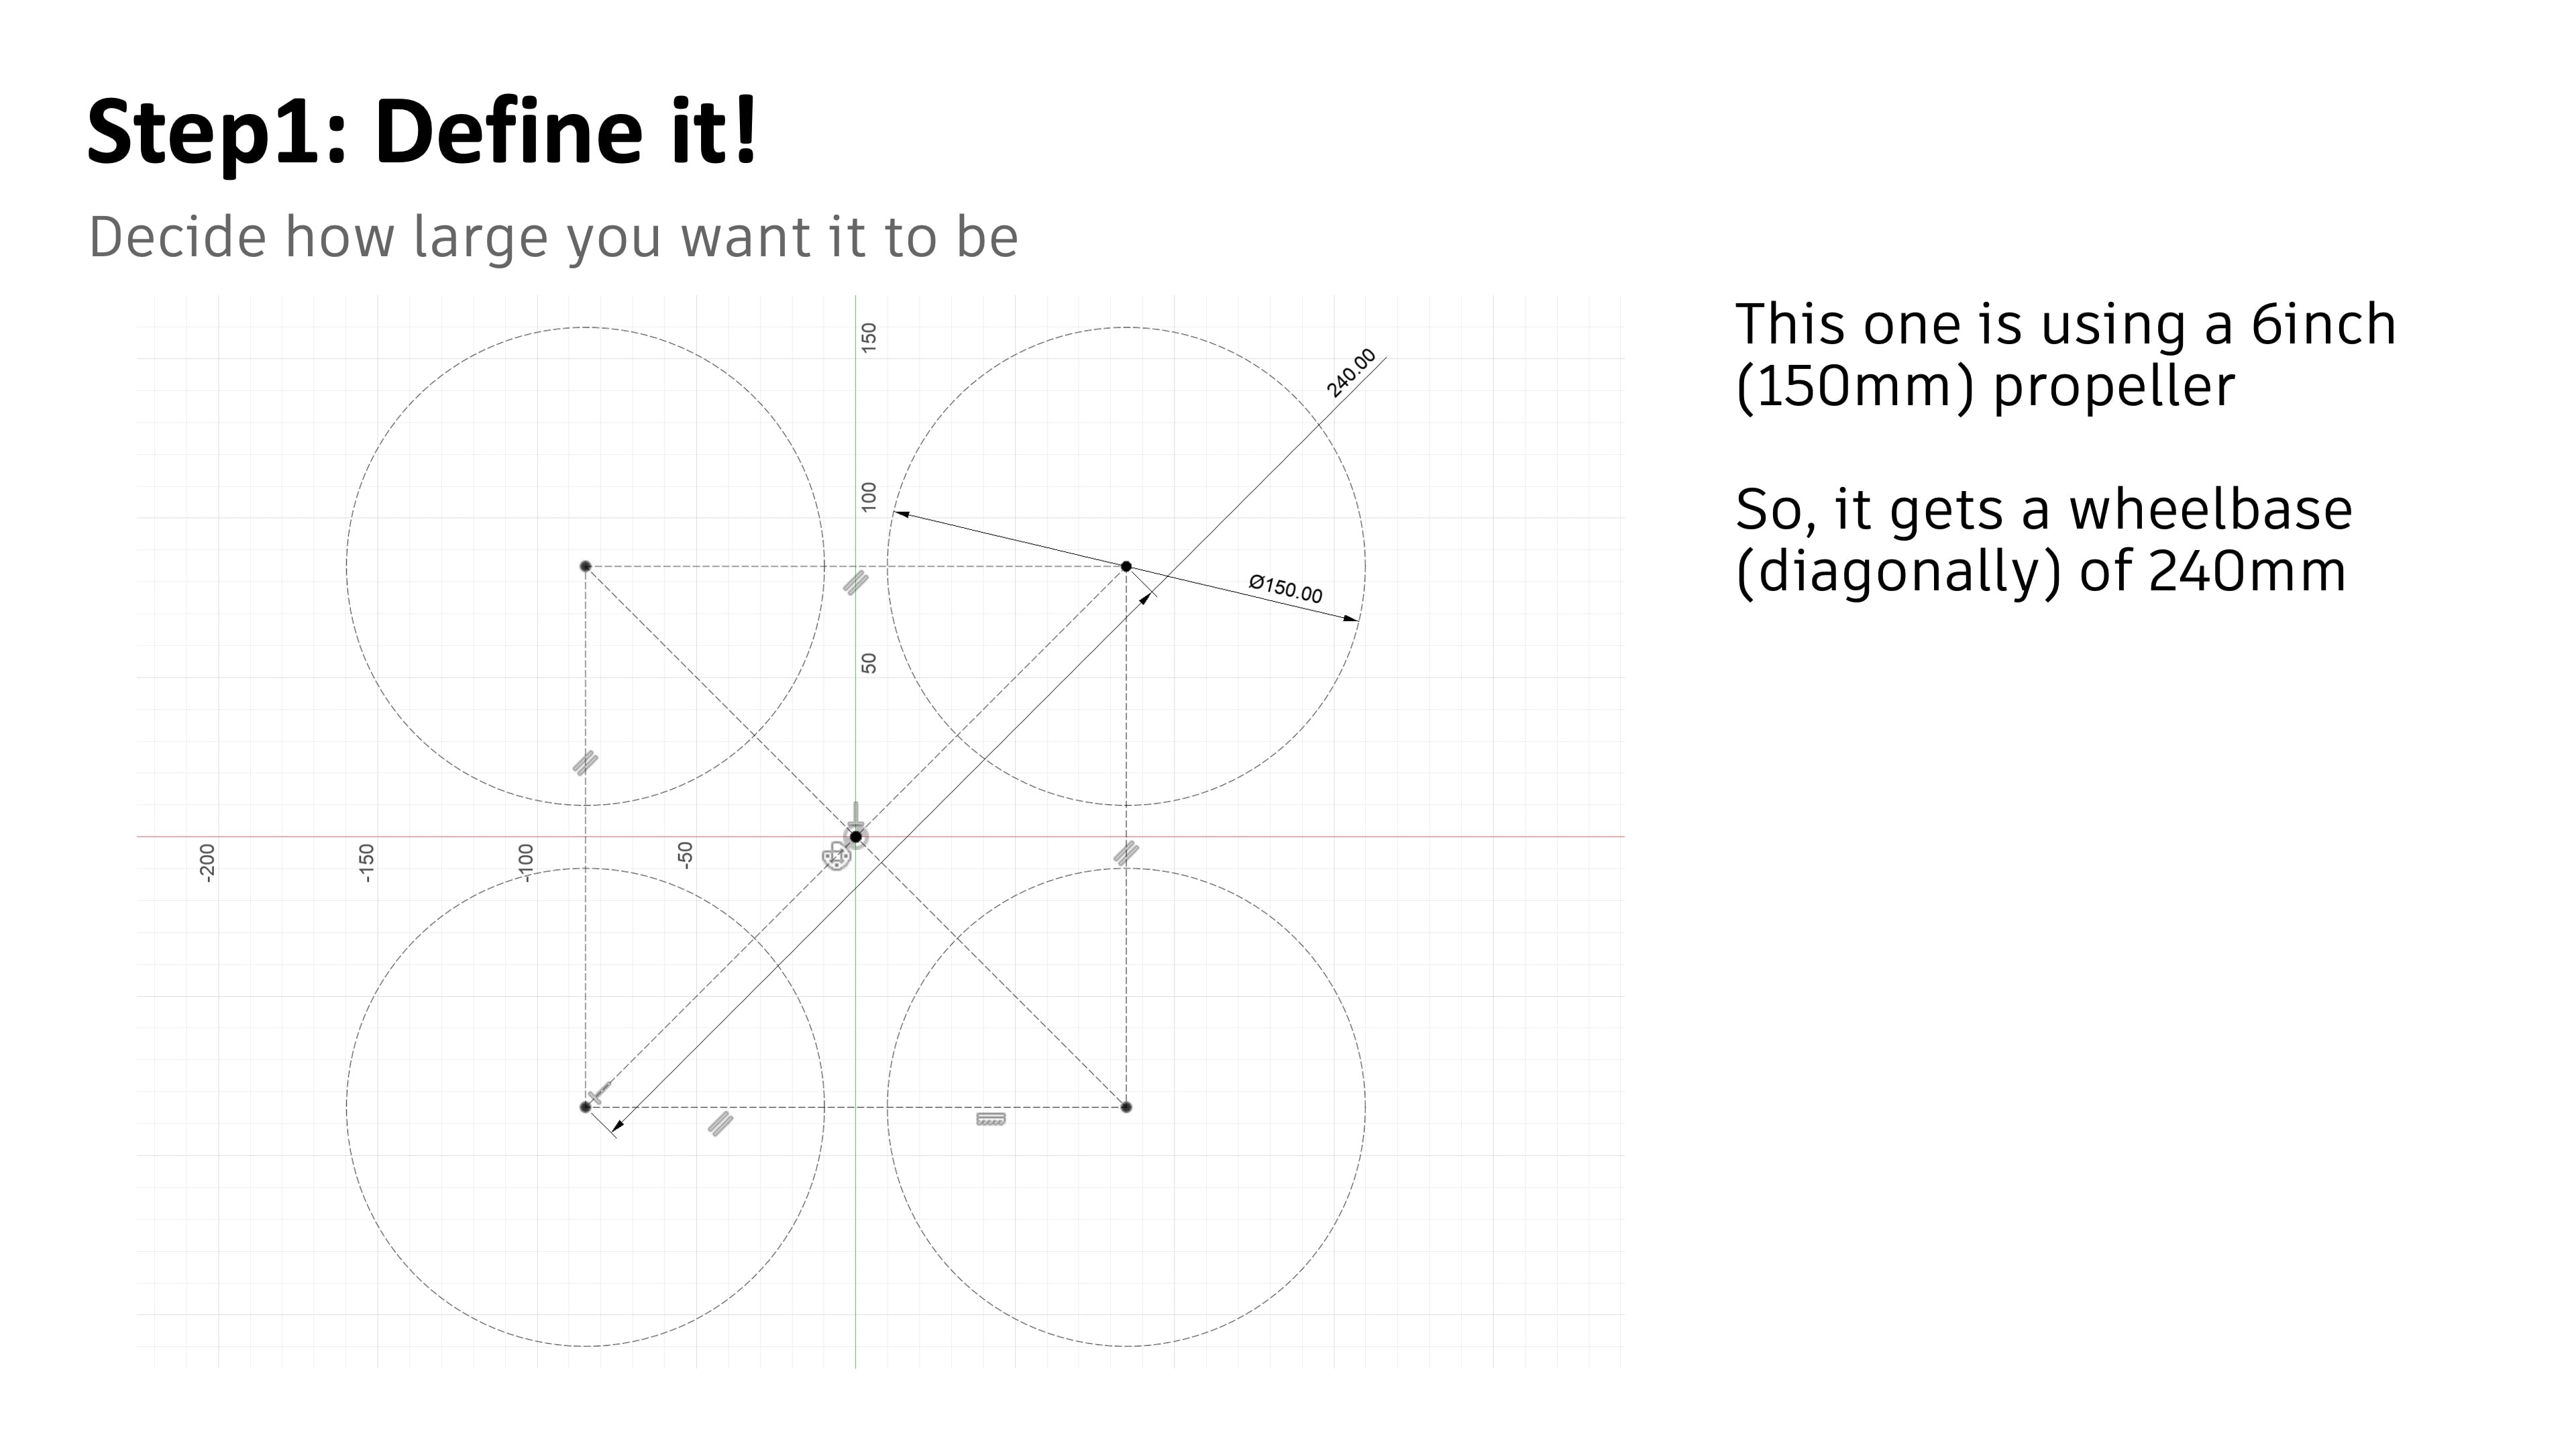 Step1: Define it!
Decide how large you want it to be
This one is using a 6inch
(150mm) propeller
So, it gets a wheelbase
(diagonally) of 240mm
150
100
50
240.00
Ø150.00
-200
-150
-100
-50